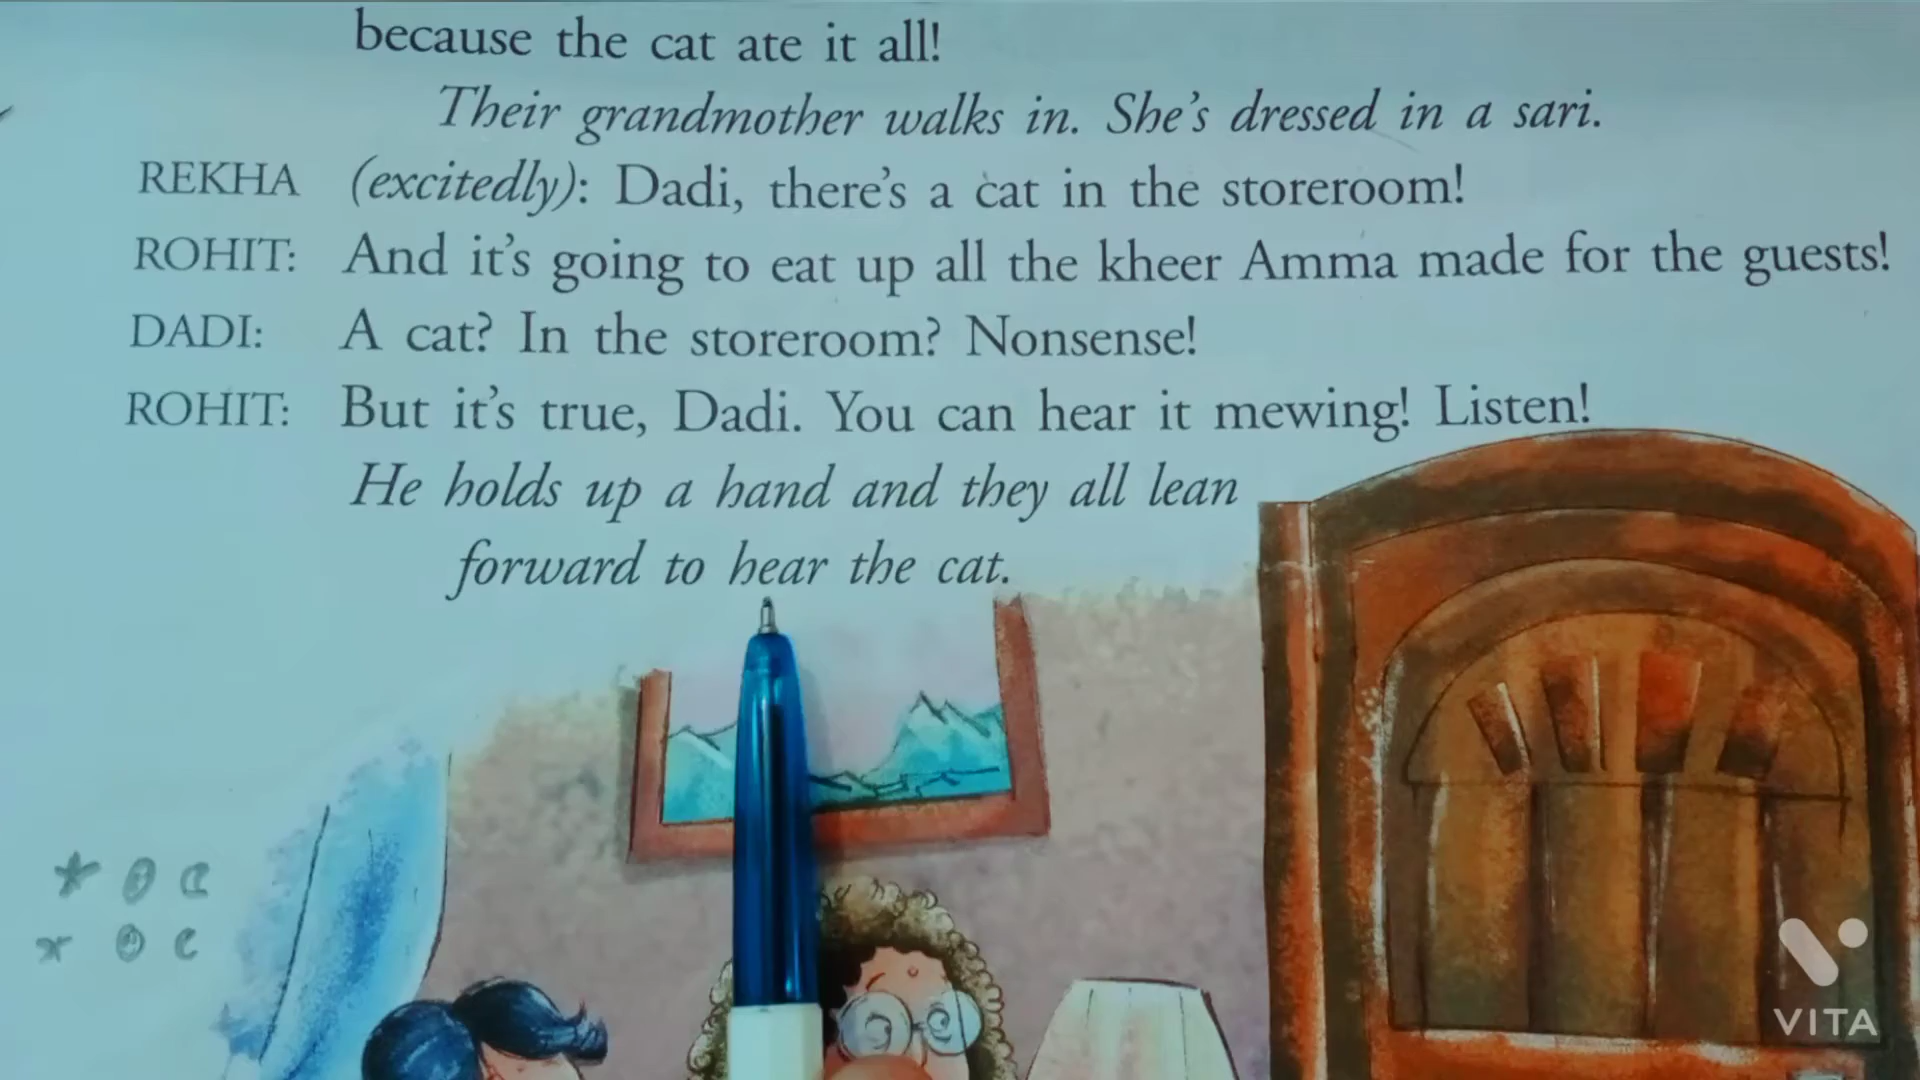 because the cat ate it all!
Their grandmother walks in. She's dressed in a sari.
REKHA (excitedly): Dadi, there's a cat in the storeroom!
ROHIT: And it's going to eat up all the kheer Amma made for the guests!
DADI: A cat? In the storeroom? Nonsense!
ROHIT: But it's true, Dadi. You can hear it mewing! Listen!
He holds up a hand and they all lean
forward to hear the cat.
VITA